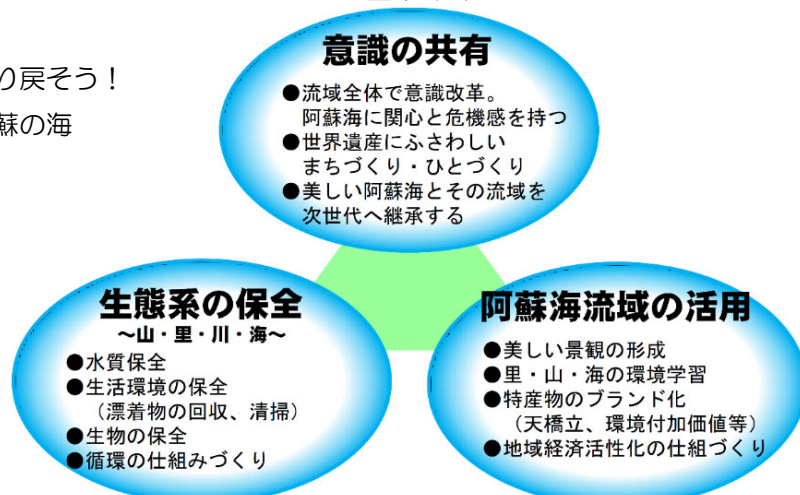 り戻そう！
蘇の海
意識の共有
●流域全体で意識改革。
阿蘇海に関心と危機感を持つ
●世界遺産にふさわしい
まちづくり・ひとづくり
●美しい阿蘇海とその流域を
次世代へ継承する
生態系の保全
～山・里・川・海～
●水質保全
●生活環境の保全
（漂着物の回収、清掃）
●生物の保全
●循環の仕組みづくり
阿蘇海流域の活用
●美しい景観の形成
●里・山・海の環境学習
●特産物のブランド化
（天橋立、環境付加価値等）
●地域経済活性化の仕組づくり